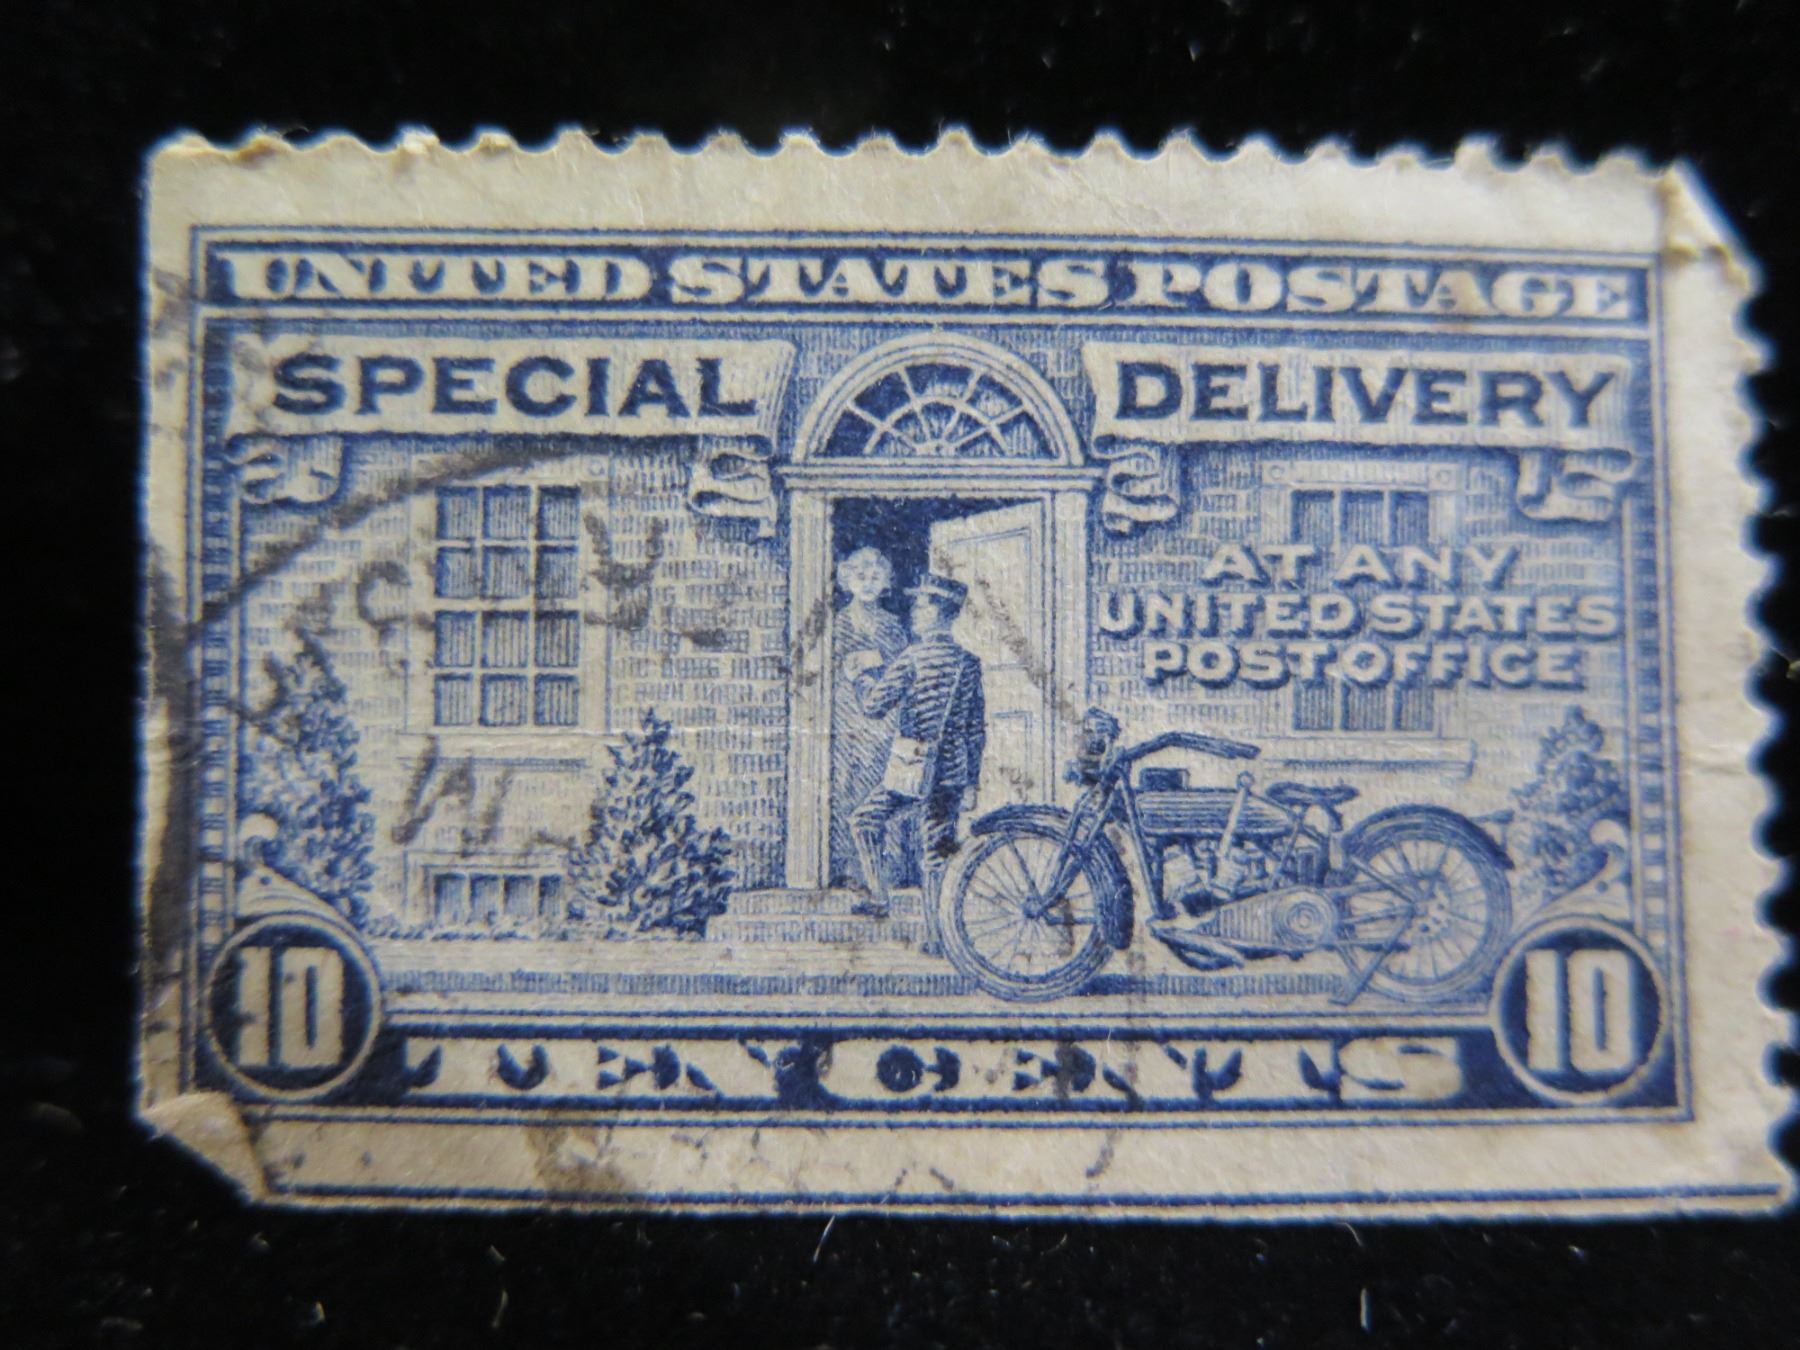 UNITED STATES POSTAGE
SPECIAL DELIVERY
AT ANY
UNITED STATES
POST OFFICE
10 TEN CENTS 10